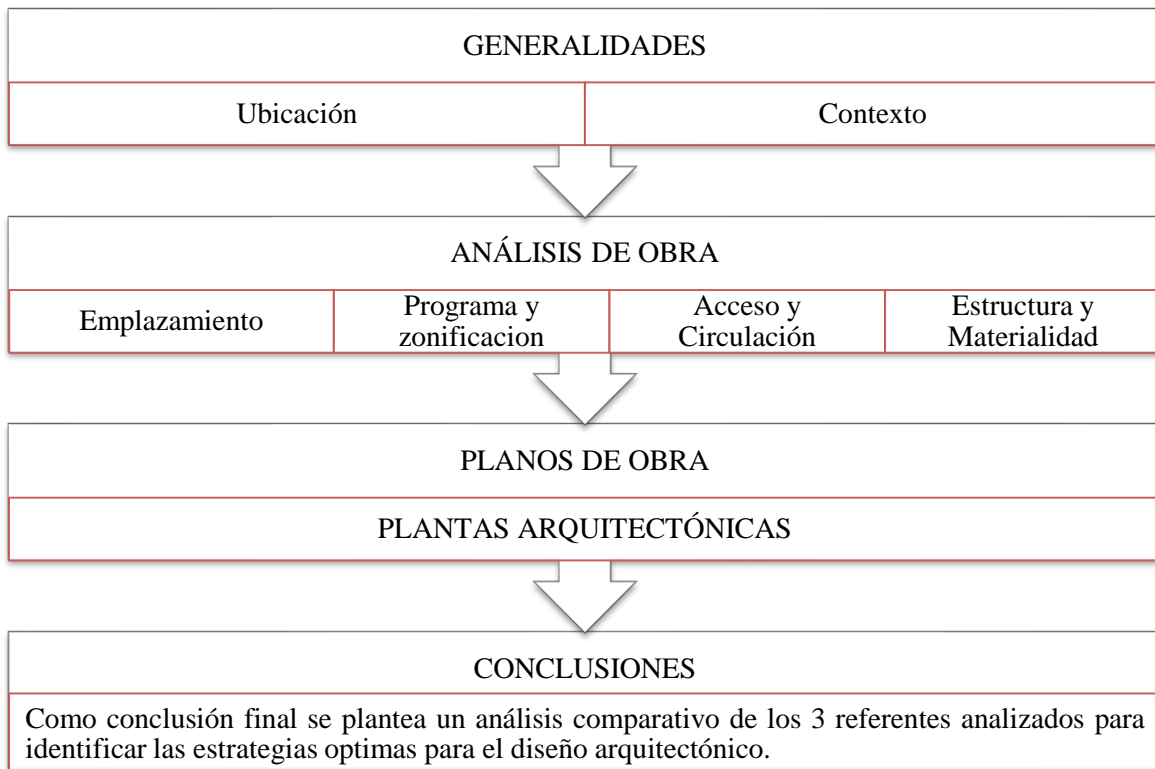 GENERALIDADES
Ubicación
Contexto
ANÁLISIS DE OBRA
Emplazamiento
Programa y
zonificacion
Acceso y
Circulación
Estructura y
Materialidad
PLANOS DE OBRA
PLANTAS ARQUITECTÓNICAS
CONCLUSIONES
Como conclusión final se plantea un análisis comparativo de los 3 referentes analizados para
identificar las estrategias optimas para el diseño arquitectónico.